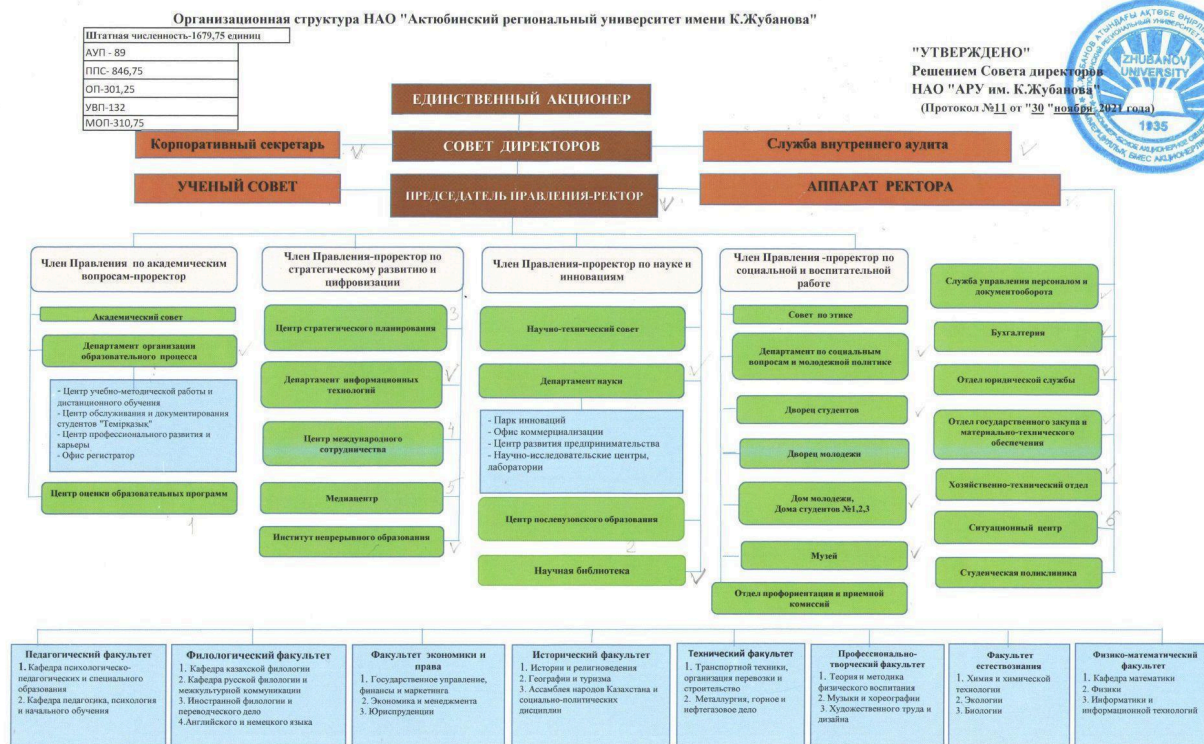 Организационная структура НАО "Актюбинский региональный университет имени К.Жубанова"
Штатная численность-1679,75 единиц
АУП - 89
ППС- 846,75
ОП-301,25
УВП-132
МОП-310,75
"УТВЕРЖДЕНО"
Решением Совета директоров
НАО "АРУ им. К.Жубанова"
(Протокол №11 от "30 "ноября 2021 года)
ZHUBANOV
UNIVERSITY
1935
ЕДИНСТВЕННЫЙ АКЦИОНЕР
Корпоративный секретарь
СОВЕТ ДИРЕКТОРОВ
Служба внутреннего аудита
УЧЕНЫЙ СОВЕТ
ПРЕДСЕДАТЕЛЬ ПРАВЛЕНИЯ-РЕКТОР
АППАРАТ РЕКТОРА
Член Правления по академическим
вопросам-проректор
Академический совет
Департамент организации
образовательного процесса
- Центр учебно-методической работы и
дистанционного обучения
- Центр обслуживания и документирования
студентов "Темірқазық"
- Центр профессионального развития и
карьеры
- Офис регистратор
Центр оценки образовательных программ
1
Член Правления-проректор по
стратегическому развитию и
цифровизации
Центр стратегического планирования
3
Департамент информационных
технологий
Центр международного
сотрудничества
4
Медиацентр
5
Институт непрерывного образования
Член Правления-проректор по науке и
инновациям
Научно-технический совет
Департамент науки
- Парк инноваций
- Офис коммерциализации
- Центр развития предпринимательства
- Научно-исследовательские центры,
лаборатории
Центр послевузовского образования
2
Научная библиотека
Член Правления -проректор по
социальной и воспитательной
работе
Совет по этике
Департамент по социальным
вопросам и молодежной политике
Дворец студентов
Дворец молодежи
Дом молодежи,
Дома студентов №1,2,3
Музей
Отдел профориентации и приемной
комиссий
Служба управления персоналом и
документооборота
Бухгалтерия
Отдел юридической службы
Отдел государственного закупа и
материально-технического
обеспечения
Хозяйственно-технический отдел
Ситуационный центр
6
Студенческая поликлиника
Педагогический факультет
1. Кафедра психологическо-
педагогических и специального
образования
2. Кафедра педагогика, психология
и начального обучения
Филологический факультет
1. Кафедра казахской филологии
2. Кафедра русской филологии и
межкультурной коммуникации
3. Иностранной филологии и
переводческого дело
4.Английского и немецкого языка
Факультет экономики и
права
1. Государственное управление,
финансы и маркетинга
2. Экономика и менеджмента
3. Юриспруденции
Исторический факультет
1. Истории и религиоведения
2. Географии и туризма
3. Ассамблея народов Казахстана и
социально-политических
дисциплин
Технический факультет
1. Транспортной техники,
организация перевозки и
строительство
2. Металлургия, горное и
нефтегазовое дело
Профессионально-
творческий факультет
1. Теория и методика
физического воспитания
2. Музыки и хореографии
3. Художественного труда и
дизайна
Факультет
естествознания
1. Химия и химической
технологии
2. Экологии
3. Биологии
Физико-математический
факультет
1. Кафедра математики
2. Физики
3. Информатики и
информационной технологий